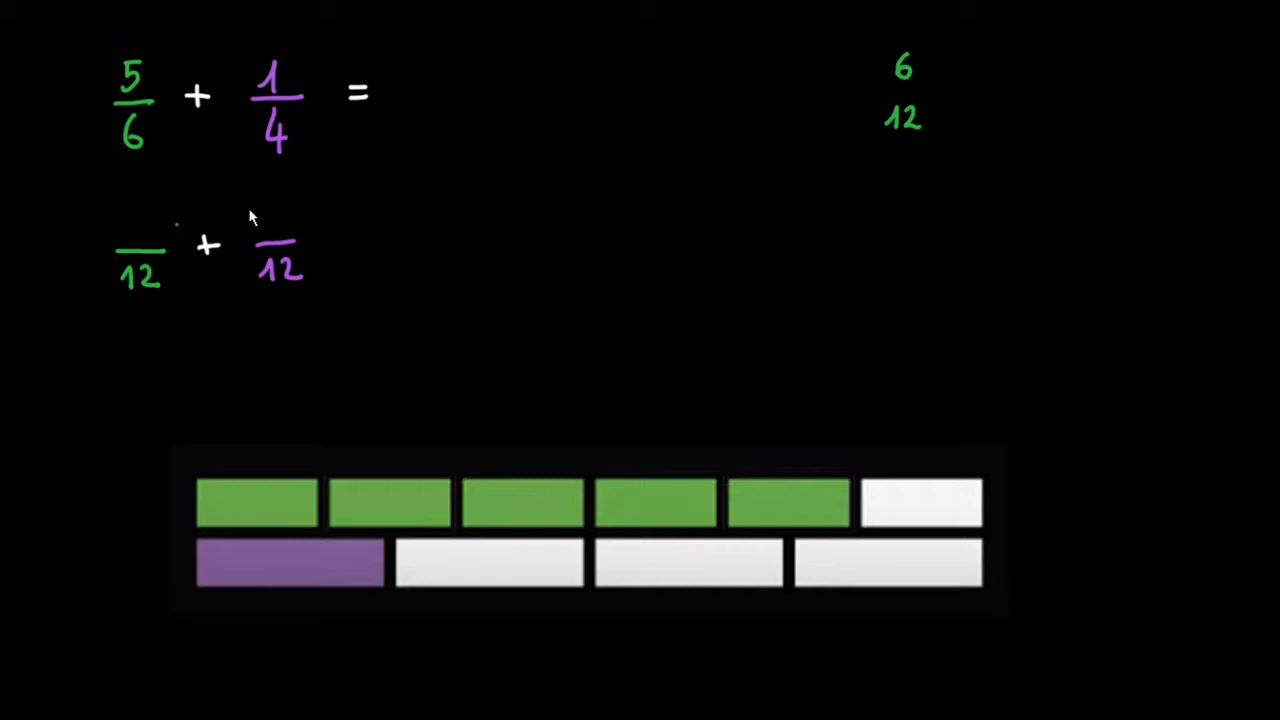 5/6 + 1/4 =
6
12
/12 + /12